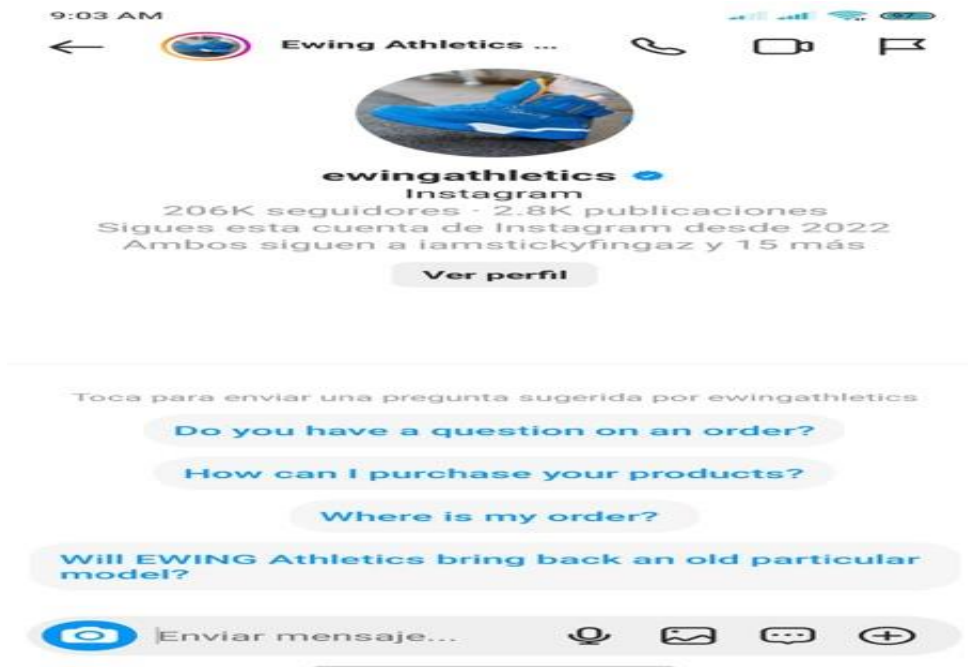 9:03 AM
97
Ewing Athletics ...
ewingathletics
Instagram
206K seguidores · 2.8K publicaciones
Sigues esta cuenta de Instagram desde 2022
Ambos siguen a iamstickyfingaz y 15 más
Ver perfil
Toca para enviar una pregunta sugerida por ewingathletics
Do you have a question on an order?
How can I purchase your products?
Where is my order?
Will EWING Athletics bring back an old particular
model?
Enviar mensaje...